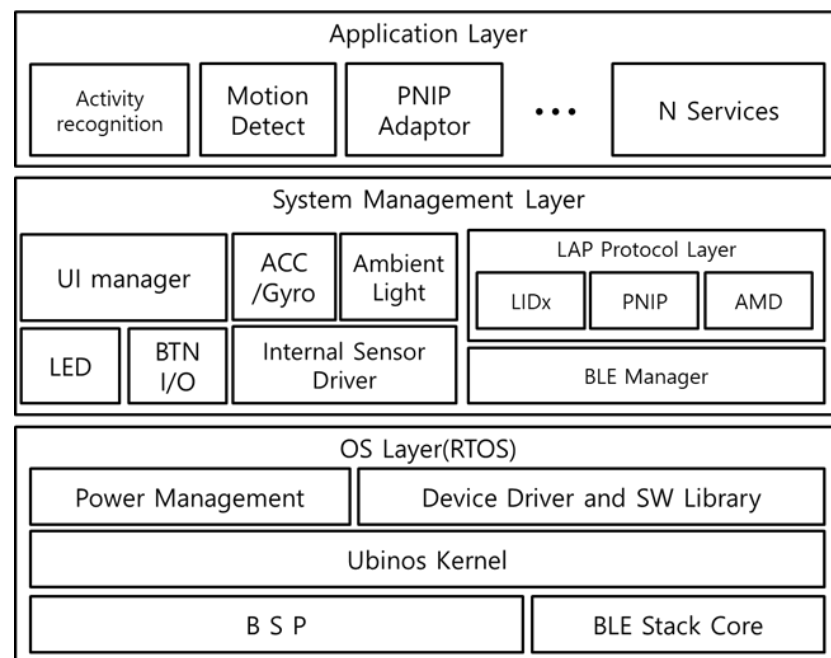 Application Layer
Activity
recognition
Motion
Detect
PNIP
Adaptor
• • •
N Services
System Management Layer
UI manager
ACC
/Gyro
Ambient
Light
LAP Protocol Layer
LIDx
PNIP
AMD
LED
BTN
I/O
Internal Sensor
Driver
BLE Manager
OS Layer(RTOS)
Power Management
Device Driver and SW Library
Ubinos Kernel
B S P
BLE Stack Core